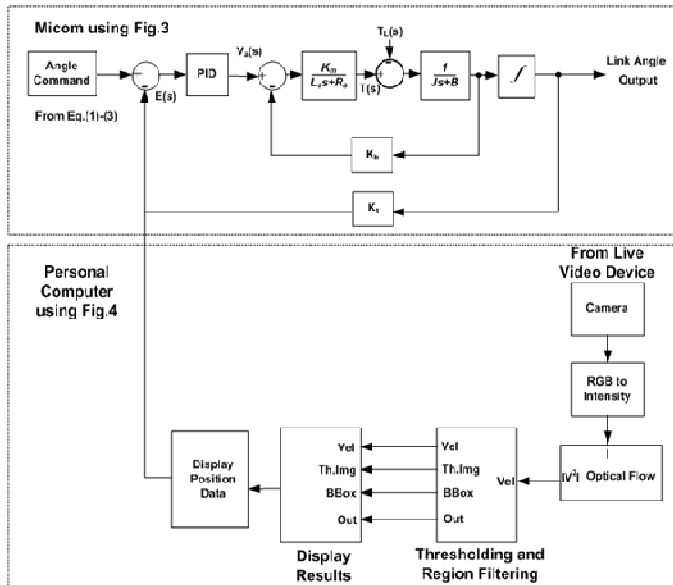 Micom using Fig.3
Angle
Command
From Eq.(1)-(3)
E(s)
PID
Va(s)
Km
Las+Ra
T(s)
TL(s)
1
Js+B
∫
Link Angle
Output
Kb
Personal
Computer
using Fig.4
From Live
Video Device
Camera
RGB to
Intensity
I
|V²| Optical Flow
Vel
Vel
Th.Img
BBox
Out
Thresholding and
Region Filtering
Vel
Th.Img
BBox
Out
Display
Results
Display
Position
Data